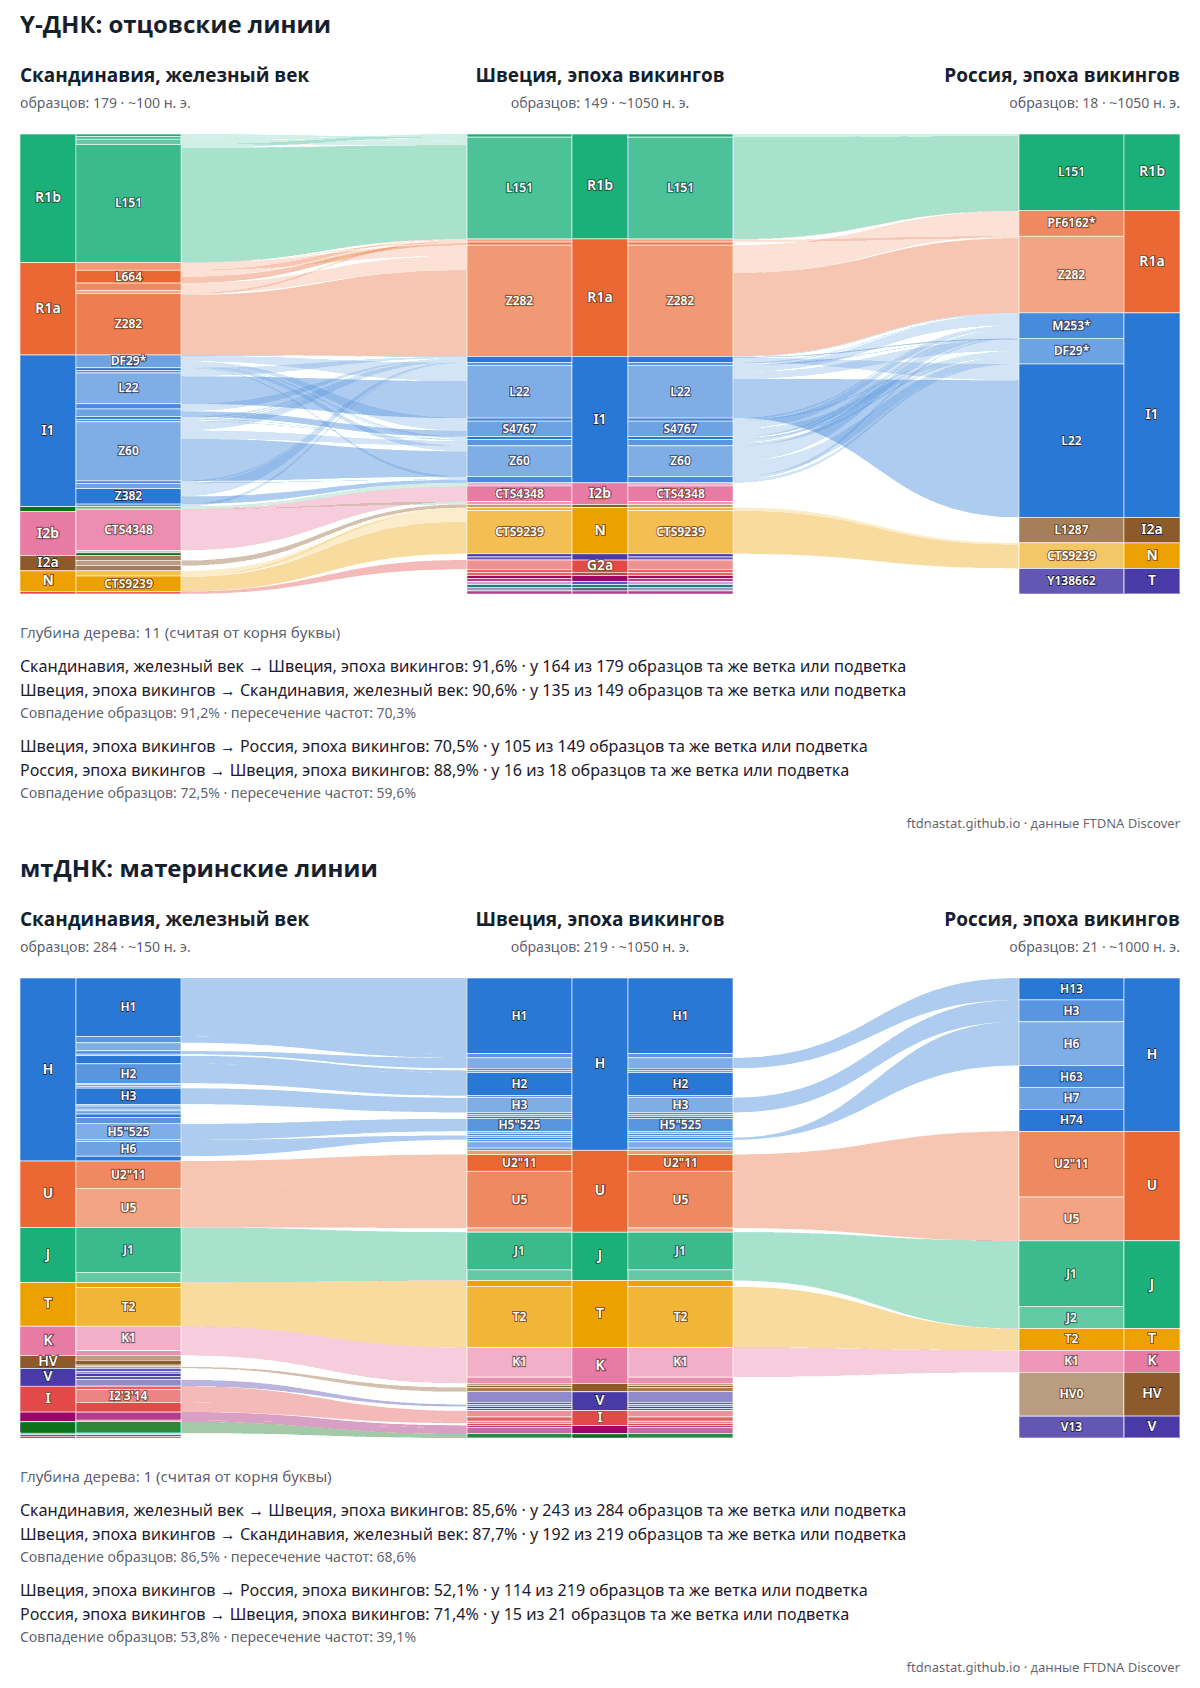 Y-ДНК: отцовские линии
Скандинавия, железный век
Швеция, эпоха викингов
Россия, эпоха викингов
образцов: 179 · ~100 н. э.
образцов: 149 · ~1050 н. э.
образцов: 18 · ~1050 н. э.
R1b
L151
L151
R1b
L151
L151
R1b
PF6162*
R1a
L664
Z282
Z282
R1a
Z282
Z282
R1a
I1
DF29*
L22
Z60
Z382
L22
S4767
Z60
I1
L22
S4767
Z60
M253*
DF29*
L22
I1
I2b
CTS4348
CTS4348
I2b
CTS4348
I2a
N
CTS9239
CTS9239
N
CTS9239
G2a
L1287
I2a
CTS9239
N
Y138662
T
Глубина дерева: 11 (считая от корня буквы)
Скандинавия, железный век → Швеция, эпоха викингов: 91,6% · у 164 из 179 образцов та же ветка или подветка
Швеция, эпоха викингов → Скандинавия, железный век: 90,6% · у 135 из 149 образцов та же ветка или подветка
Совпадение образцов: 91,2% · пересечение частот: 70,3%
Швеция, эпоха викингов → Россия, эпоха викингов: 70,5% · у 105 из 149 образцов та же ветка или подветка
Россия, эпоха викингов → Швеция, эпоха викингов: 88,9% · у 16 из 18 образцов та же ветка или подветка
Совпадение образцов: 72,5% · пересечение частот: 59,6%
ftdnastat.github.io · данные FTDNA Discover
мтДНК: материнские линии
Скандинавия, железный век
Швеция, эпоха викингов
Россия, эпоха викингов
образцов: 284 · ~150 н. э.
образцов: 219 · ~1050 н. э.
образцов: 21 · ~1000 н. э.
H
H1
H2
H3
H5"525
H6
H1
H2
H3
H5"525
H
H1
H2
H3
H5"525
H13
H3
H6
H63
H7
H74
H
U
U2"11
U5
U2"11
U5
U
U2"11
U5
U2"11
U5
U
J
J1
J1
J
J1
J1
J2
J
T
T2
T2
T
T2
T2
T
K
K1
K1
K
K1
K1
K
HV
HV0
HV
V
V
V13
V
I
I2'3'14
I
Глубина дерева: 1 (считая от корня буквы)
Скандинавия, железный век → Швеция, эпоха викингов: 85,6% · у 243 из 284 образцов та же ветка или подветка
Швеция, эпоха викингов → Скандинавия, железный век: 87,7% · у 192 из 219 образцов та же ветка или подветка
Совпадение образцов: 86,5% · пересечение частот: 68,6%
Швеция, эпоха викингов → Россия, эпоха викингов: 52,1% · у 114 из 219 образцов та же ветка или подветка
Россия, эпоха викингов → Швеция, эпоха викингов: 71,4% · у 15 из 21 образцов та же ветка или подветка
Совпадение образцов: 53,8% · пересечение частот: 39,1%
ftdnastat.github.io · данные FTDNA Discover